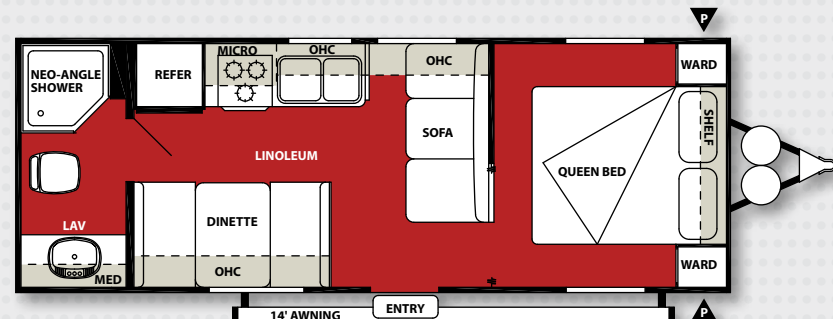 P
MICRO
OHC
OHC
WARD
NEO-ANGLE
SHOWER
REFER
SHELF
SOFA
LINOLEUM
QUEEN BED
DINETTE
LAV
OHC
WARD
MED
ENTRY
14' AWNING
P